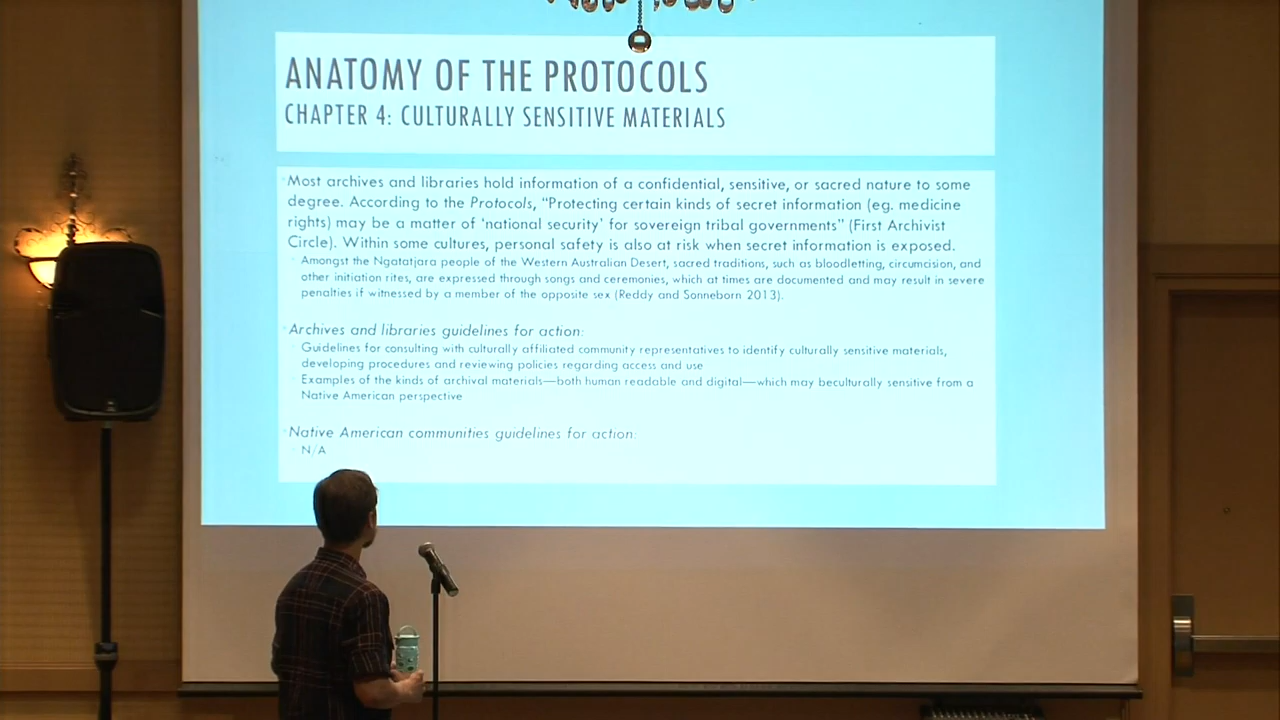 ANATOMY OF THE PROTOCOLS
CHAPTER 4: CULTURALLY SENSITIVE MATERIALS
Most archives and libraries hold information of a confidential, sensitive, or sacred nature to some
degree. According to the Protocols, “Protecting certain kinds of secret information (eg. medicine
rights) may be a matter of ‘national security’ for sovereign tribal governments” (First Archivist
Circle). Within some cultures, personal safety is also at risk when secret information is exposed.
Amongst the Ngatatjara people of the Western Australian Desert, sacred traditions, such as bloodletting, circumcision, and
other initiation rites, are expressed through songs and ceremonies, which at times are documented and may result in severe
penalties if witnessed by a member of the opposite sex (Reddy and Sonneborn 2013).
Archives and libraries guidelines for action:
Guidelines for consulting with culturally affiliated community representatives to identify culturally sensitive materials,
developing procedures and reviewing policies regarding access and use
Examples of the kinds of archival materials—both human readable and digital—which may beculturally sensitive from a
Native American perspective
Native American communities guidelines for action:
N/A